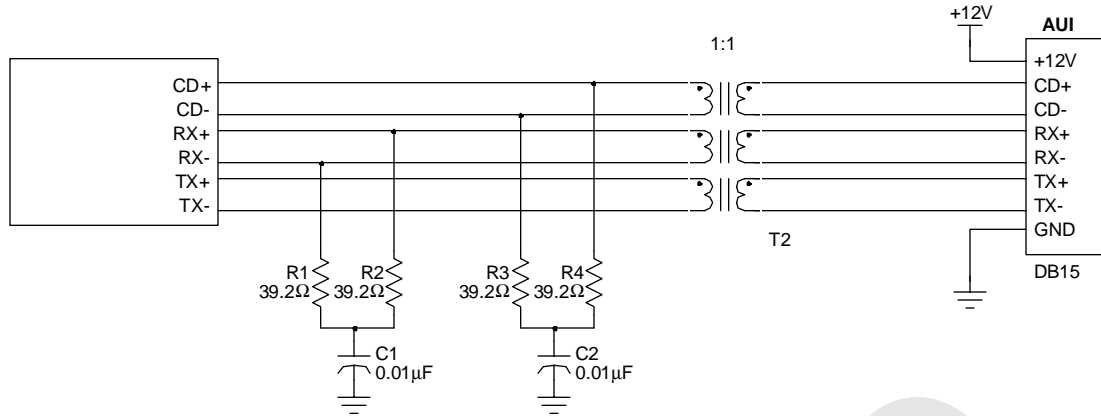 +12V
AUI
1:1
+12V
CD+
CD+
CD-
CD-
RX+
RX+
RX-
RX-
TX+
TX+
TX-
TX-
GND
T2
DB15
R1
39.2Ω
R2
39.2Ω
R3
39.2Ω
R4
39.2Ω
C1
0.01µF
C2
0.01µF